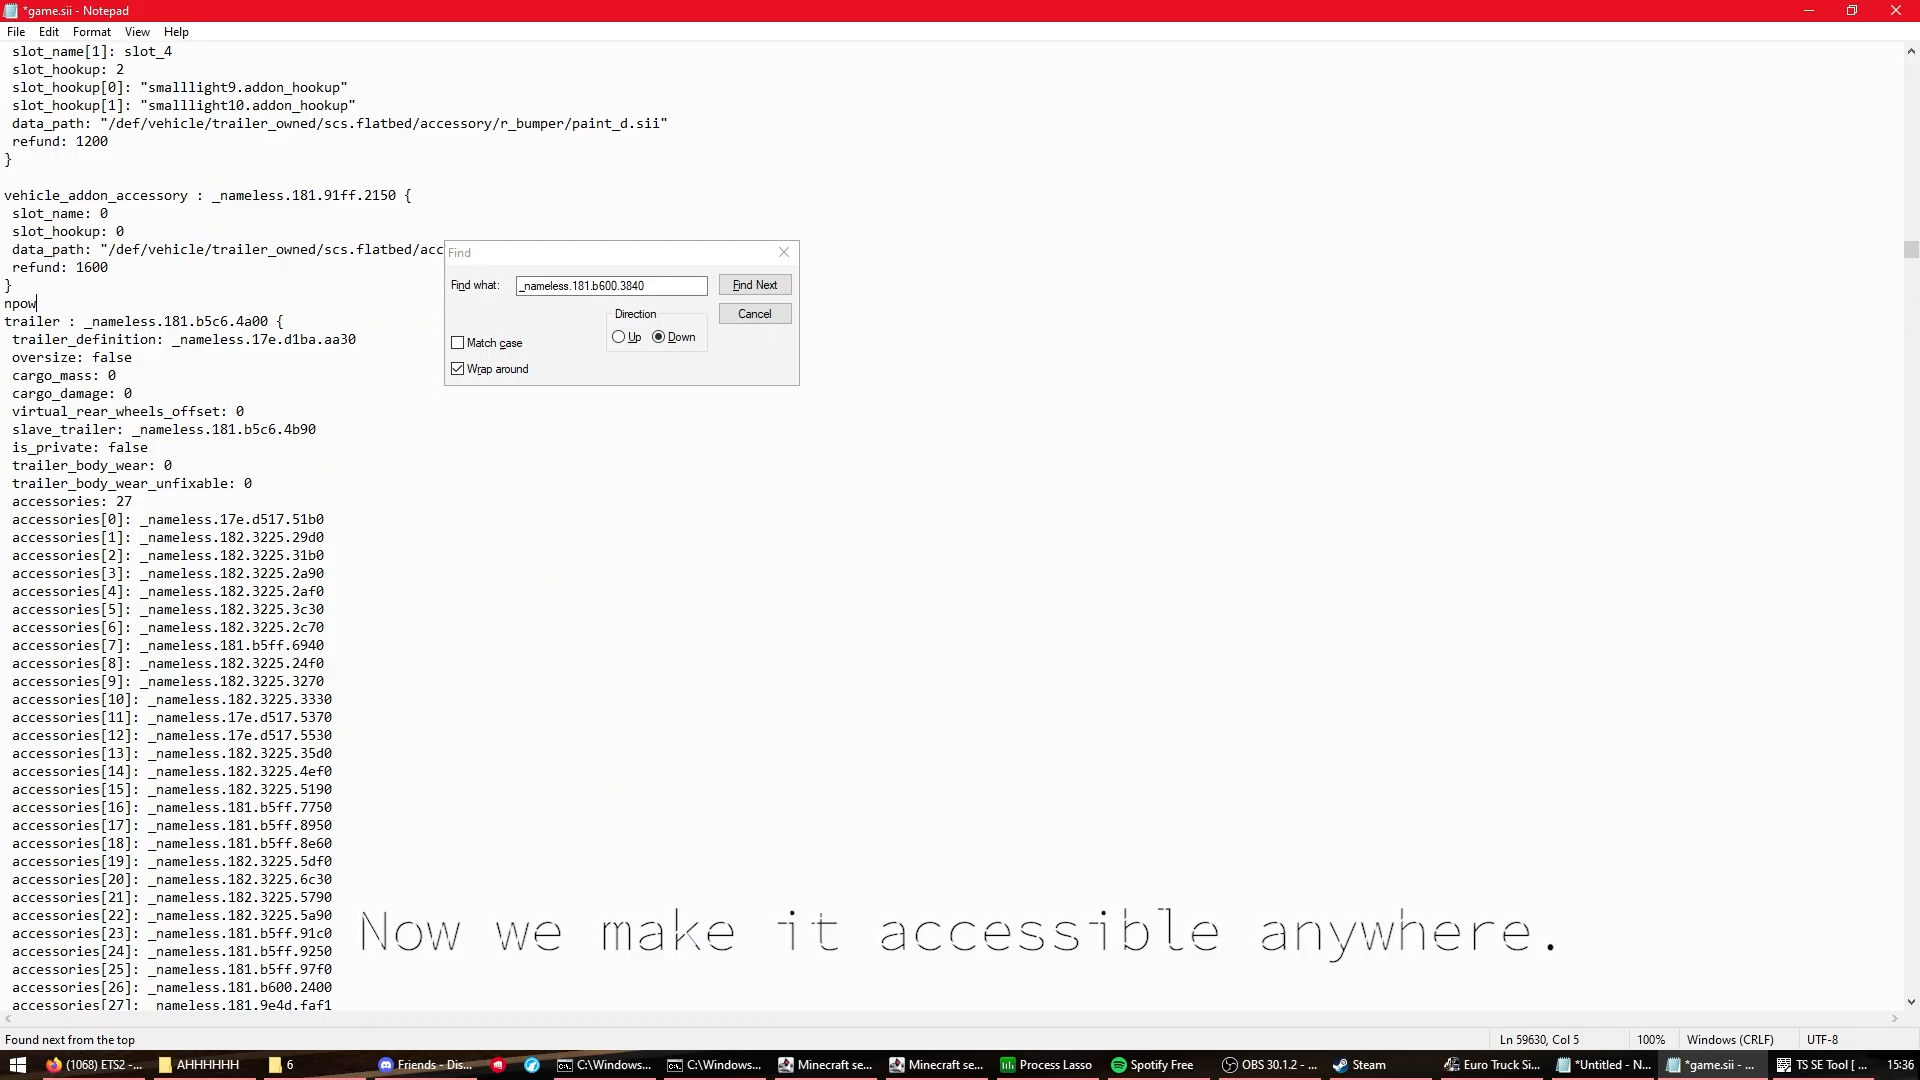 *game.sii - Notepad
File Edit Format View Help
slot_name[1]: slot_4
slot_hookup: 2
slot_hookup[0]: "smalllight9.addon_hookup"
slot_hookup[1]: "smalllight10.addon_hookup"
data_path: "/def/vehicle/trailer_owned/scs.flatbed/accessory/r_bumper/paint_d.sii"
refund: 1200
}
vehicle_addon_accessory : _nameless.181.91ff.2150 {
slot_name: 0
slot_hookup: 0
data_path: "/def/vehicle/trailer_owned/scs.flatbed/acc
refund: 1600
}
npow
trailer : _nameless.181.b5c6.4a00 {
trailer_definition: _nameless.17e.d1ba.aa30
oversize: false
cargo_mass: 0
cargo_damage: 0
virtual_rear_wheels_offset: 0
slave_trailer: _nameless.181.b5c6.4b90
is_private: false
trailer_body_wear: 0
trailer_body_wear_unfixable: 0
accessories: 27
accessories[0]: _nameless.17e.d517.51b0
accessories[1]: _nameless.182.3225.29d0
accessories[2]: _nameless.182.3225.31b0
accessories[3]: _nameless.182.3225.2a90
accessories[4]: _nameless.182.3225.2af0
accessories[5]: _nameless.182.3225.3c30
accessories[6]: _nameless.182.3225.2c70
accessories[7]: _nameless.181.b5ff.6940
accessories[8]: _nameless.182.3225.24f0
accessories[9]: _nameless.182.3225.3270
accessories[10]: _nameless.182.3225.3330
accessories[11]: _nameless.17e.d517.5370
accessories[12]: _nameless.17e.d517.5530
accessories[13]: _nameless.182.3225.35d0
accessories[14]: _nameless.182.3225.4ef0
accessories[15]: _nameless.182.3225.5190
accessories[16]: _nameless.181.b5ff.7750
accessories[17]: _nameless.181.b5ff.8950
accessories[18]: _nameless.181.b5ff.8e60
accessories[19]: _nameless.182.3225.5df0
accessories[20]: _nameless.182.3225.6c30
accessories[21]: _nameless.182.3225.5790
accessories[22]: _nameless.182.3225.5a90
accessories[23]: _nameless.181.b5ff.91c0
accessories[24]: _nameless.181.b5ff.9250
accessories[25]: _nameless.181.b5ff.97f0
accessories[26]: _nameless.181.b600.2400
accessories[27]: _nameless.181.9e4d.faf1
Find
Find what: _nameless.181.b600.3840 Find Next
Direction Cancel
Up Down
Match case
Wrap around
Now we make it accessible anywhere.
Found next from the top Ln 59630, Col 5 100% Windows (CRLF) UTF-8
(1068) ETS2 -... AHHHHHH 6 Friends - Dis... C:\Windows... C:\Windows... Minecraft se... Minecraft se... Process Lasso Spotify Free OBS 30.1.2 - ... Steam Euro Truck Si... *Untitled - N... *game.sii - ... TS SE Tool [ ... 15:36